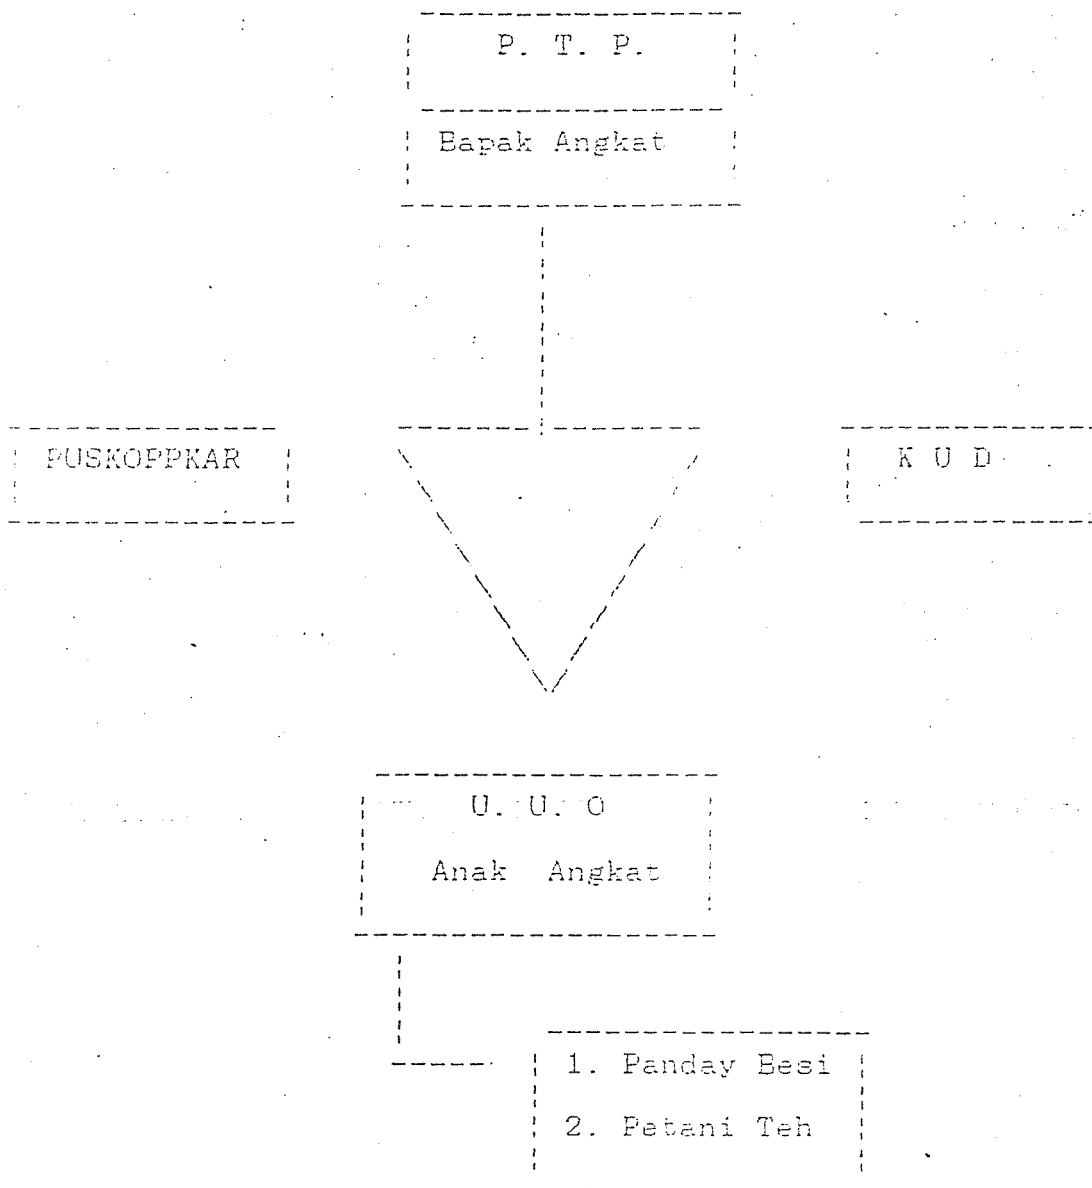 P. T. P.
Bapak Angkat
PUSKOPPKAR
K U D
U. U. O
Anak Angkat
1. Panday Besi
2. Petani Teh